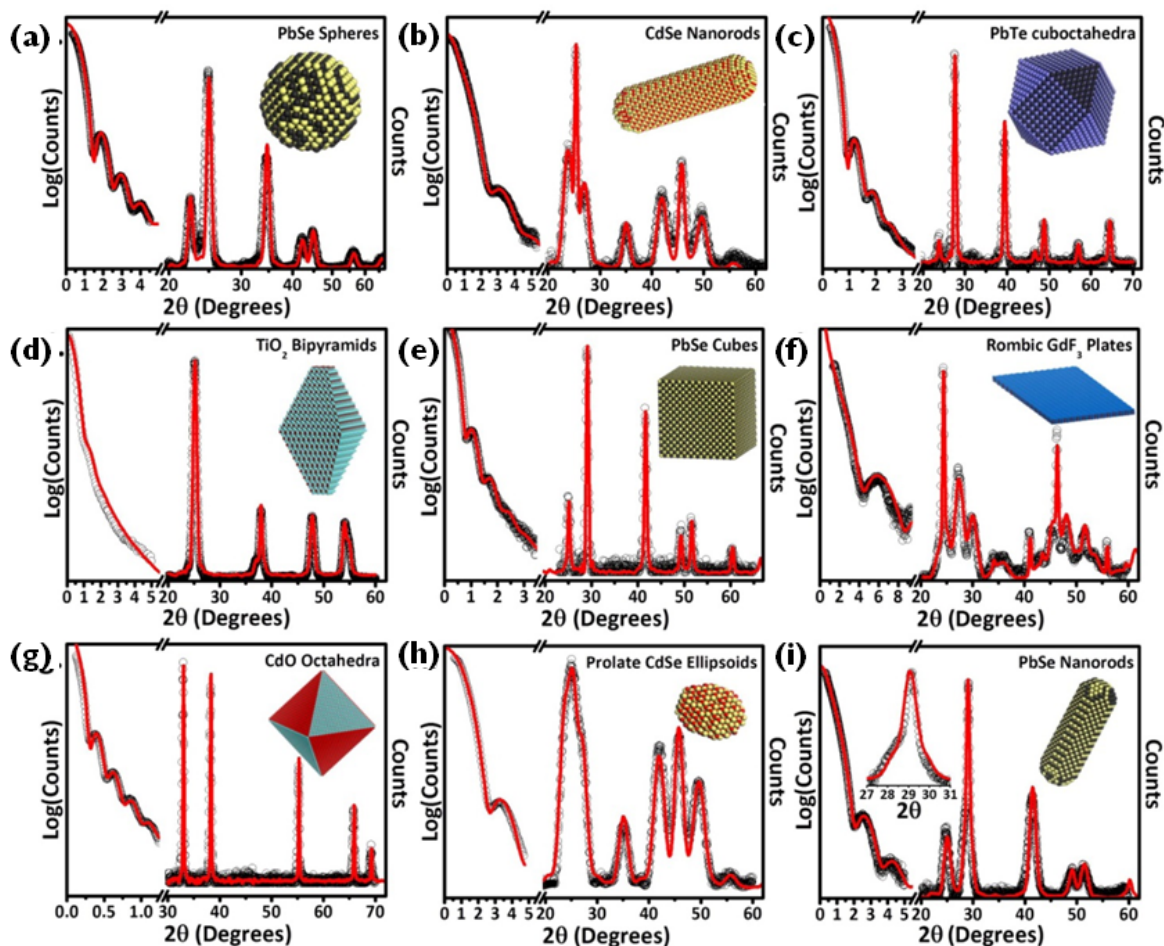 (a)
PbSe Spheres
Log(Counts)
Counts
0 1 2 3 4 20 30 40 50 60
2θ (Degrees)
(b)
CdSe Nanorods
Log(Counts)
Counts
0 1 2 3 4 5 20 30 40 50 60
2θ (Degrees)
(c)
PbTe cuboctahedra
Log(Counts)
Counts
0 1 2 3 20 30 40 50 60 70
2θ (Degrees)
(d)
TiO₂ Bipyramids
Log(Counts)
Counts
0 1 2 3 4 5 20 30 40 50 60
2θ (Degrees)
(e)
PbSe Cubes
Log(Counts)
Counts
0 1 2 3 20 30 40 50 60
2θ (Degrees)
(f)
Rombic GdF₃ Plates
Log(Counts)
Counts
0 2 4 6 8 20 30 40 50 60
2θ (Degrees)
(g)
CdO Octahedra
Log(Counts)
Counts
0.0 0.5 1.0 30 40 50 60 70
2θ (Degrees)
(h)
Prolate CdSe Ellipsoids
Log(Counts)
Counts
0 1 2 3 4 5 20 30 40 50 60
2θ (Degrees)
(i)
PbSe Nanorods
Log(Counts)
Counts
27 28 29 30 31
2θ
0 1 2 3 4 5 20 30 40 50 60
2θ (Degrees)